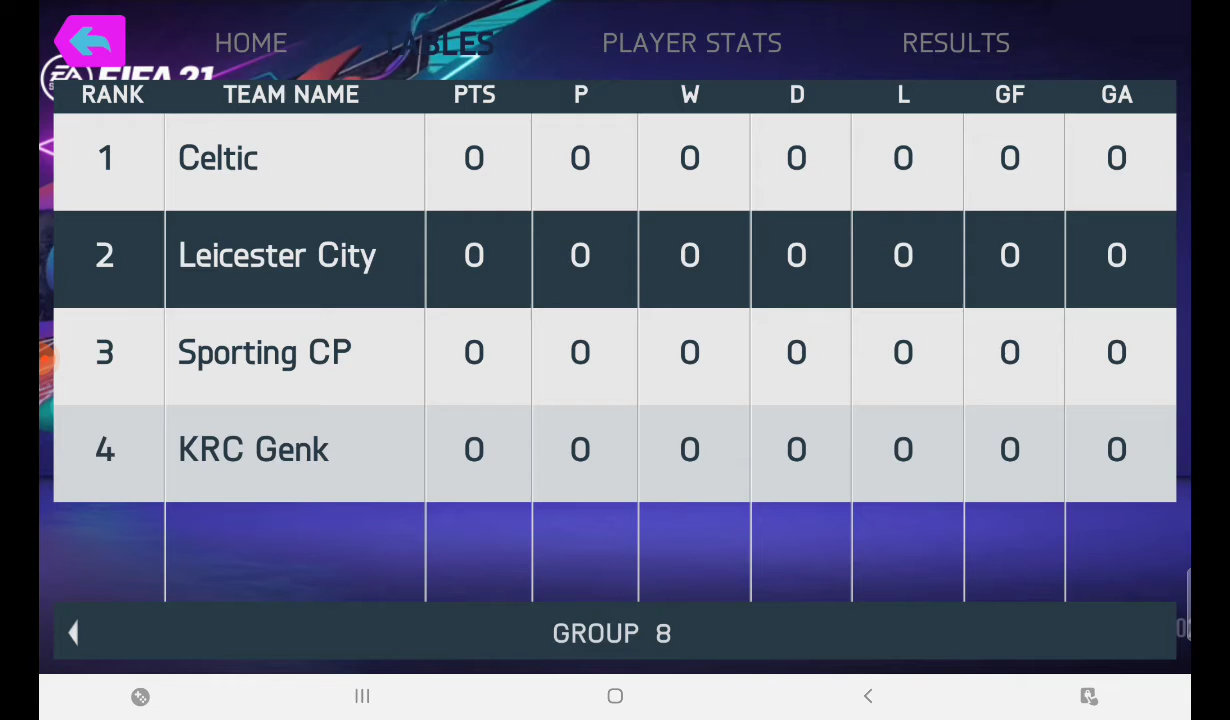 HOME TABLES PLAYER STATS RESULTS
EA FIFA 21
RANK TEAM NAME PTS P W D L GF GA
1 Celtic 0 0 0 0 0 0 0
2 Leicester City 0 0 0 0 0 0 0
3 Sporting CP 0 0 0 0 0 0 0
4 KRC Genk 0 0 0 0 0 0 0
GROUP 8